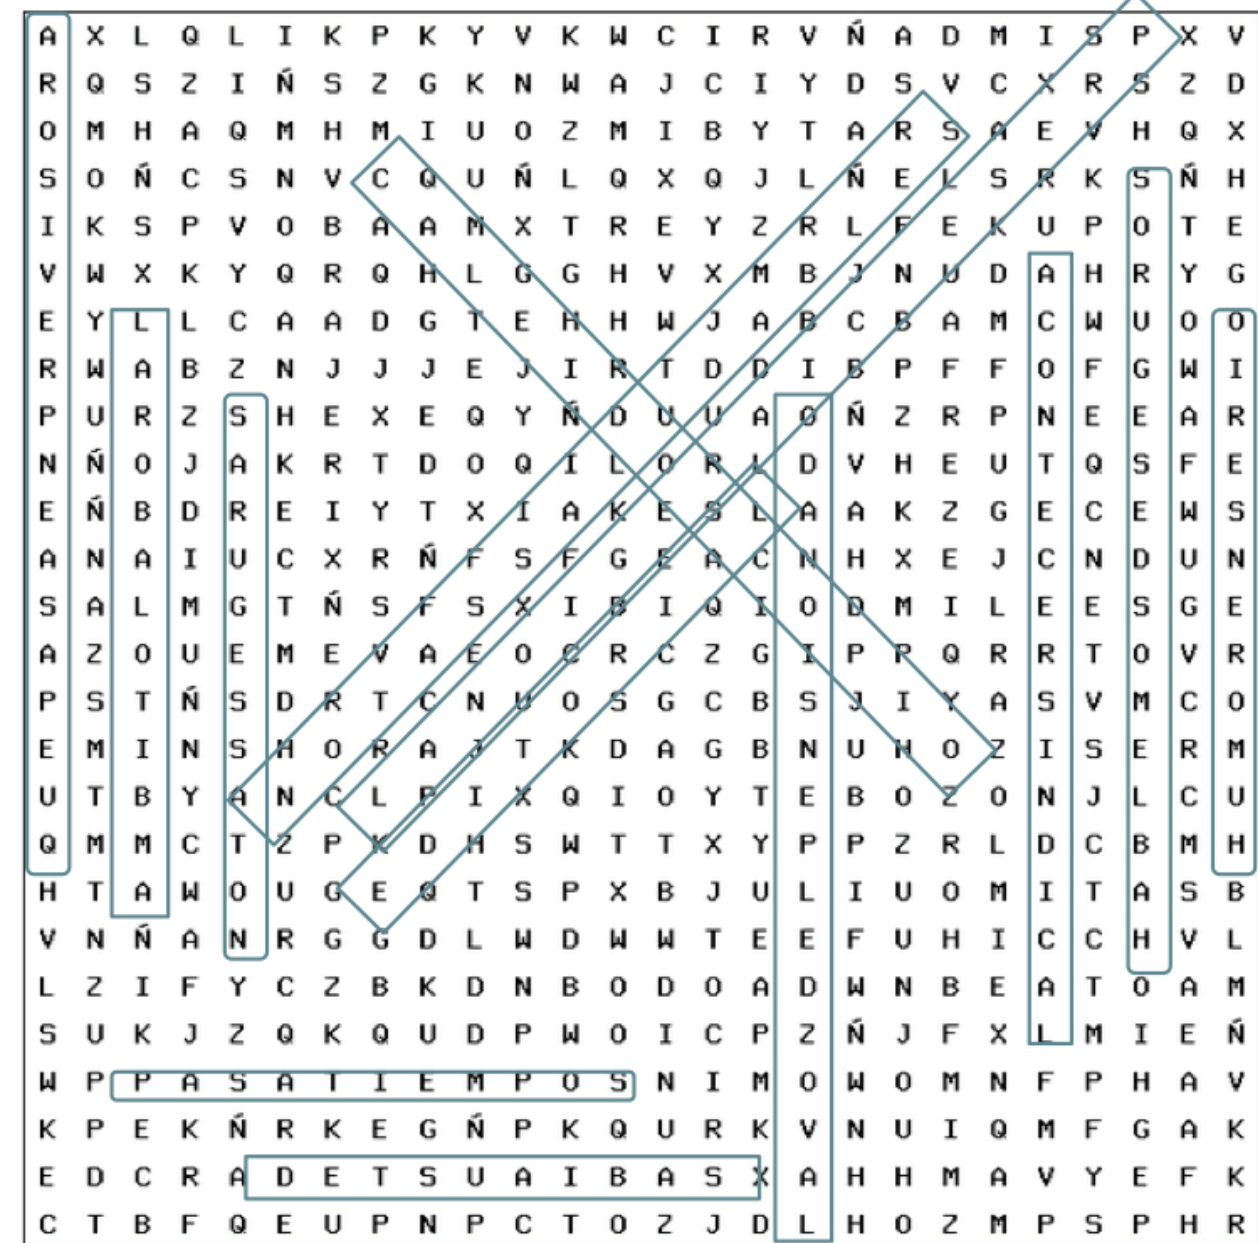 A X L Q L I K P K Y V K W C I R V Ñ A D M I S P X V
R Q S Z I Ñ S Z G K N W A J C I Y D S V C X R S Z D
O M H A Q M H M I U O Z M I B Y T A R S A E V H Q X
S O Ñ C S N V C Q U Ñ L Q X Q J L Ñ E L S R K S Ñ H
I K S P V O B A A M X T R E Y Z R L F E K U P O T E
V W X K Y Q R Q H L G G H V X M B J N U D A H R Y G
E Y L L C A A D G T E H H W J A B C B A M C W U O O
R W A B Z N J J J E J I R T D D I B P F F O F G W I
P U R Z S H E X E Q Y Ñ D U U A O Ñ Z R P N E E A R
N Ñ O J A K R T D O Q I L O R L D V H E U T Q S F E
E Ñ B D R E I Y T X I A K E S L A A K Z G E C E W S
A N A I U C X R Ñ F S F G E A C N H X E J C N D U N
S A L M G T Ñ S F S X I B I Q I O D M I L E E S G E
A Z O U E M E V A E O C R C Z G I P P Q R R T O V R
P S T Ñ S D R T C N U O S G C B S J I Y A S V M C O
E M I N S H O R A J T K D A G B N U H O Z I S E R M
U T B Y A N C L P I X Q I O Y T E B O Z O N J L C U
Q M M C T Z P K D H S W T T X Y P P Z R L D C B M H
H T A W O U G E Q T S P X B J U L I U O M I T A S B
V N Ñ A N R G G D L W D W W T E E F U H I C C H V L
L Z I F Y C Z B K D N B O D O A D W N B E A T O A M
S U K J Z Q K Q U D P W O I C P Z Ñ J F X L M I E Ñ
W P P A S A T I E M P O S N I M O W O M N F P H A V
K P E K Ñ R K E G Ñ P K Q U R K V N U I Q M F G A K
E D C R A D E T S U A I B A S X A H H M A V Y E F K
C T B F Q E U P N P C T O Z J D L H O Z M P S P H R